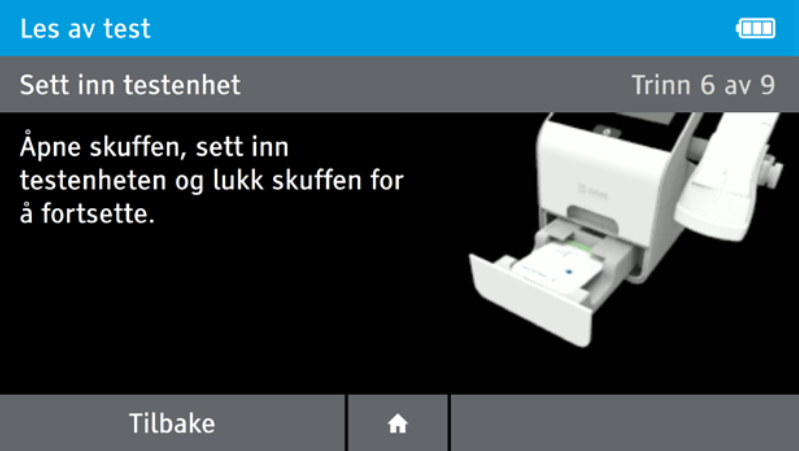 Les av test
Sett inn testenhet
Trinn 6 av 9
Åpne skuffen, sett inn
testenheten og lukk skuffen for
å fortsette.
Tilbake